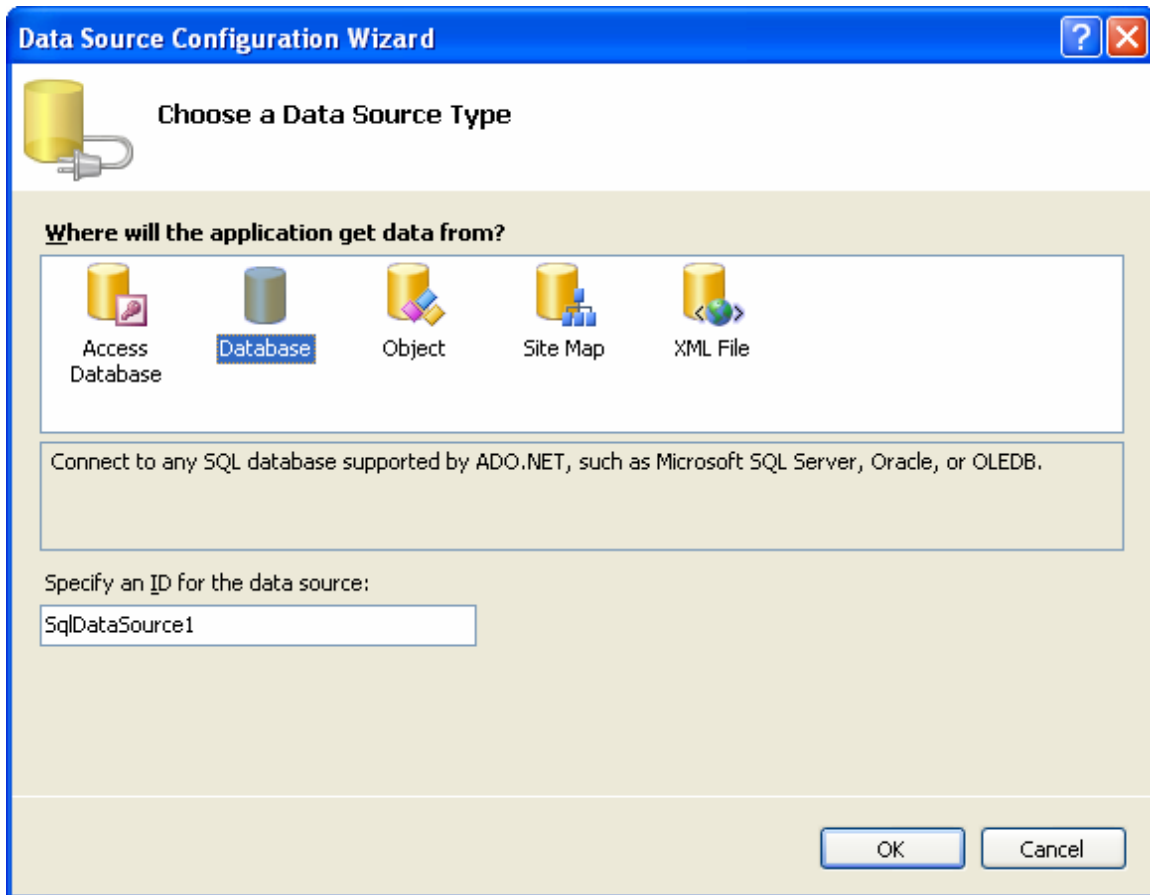 Data Source Configuration Wizard
Choose a Data Source Type
Where will the application get data from?
Access
Database
Database
Object
Site Map
XML File
Connect to any SQL database supported by ADO.NET, such as Microsoft SQL Server, Oracle, or OLEDB.
Specify an ID for the data source:
SqlDataSource1
OK
Cancel